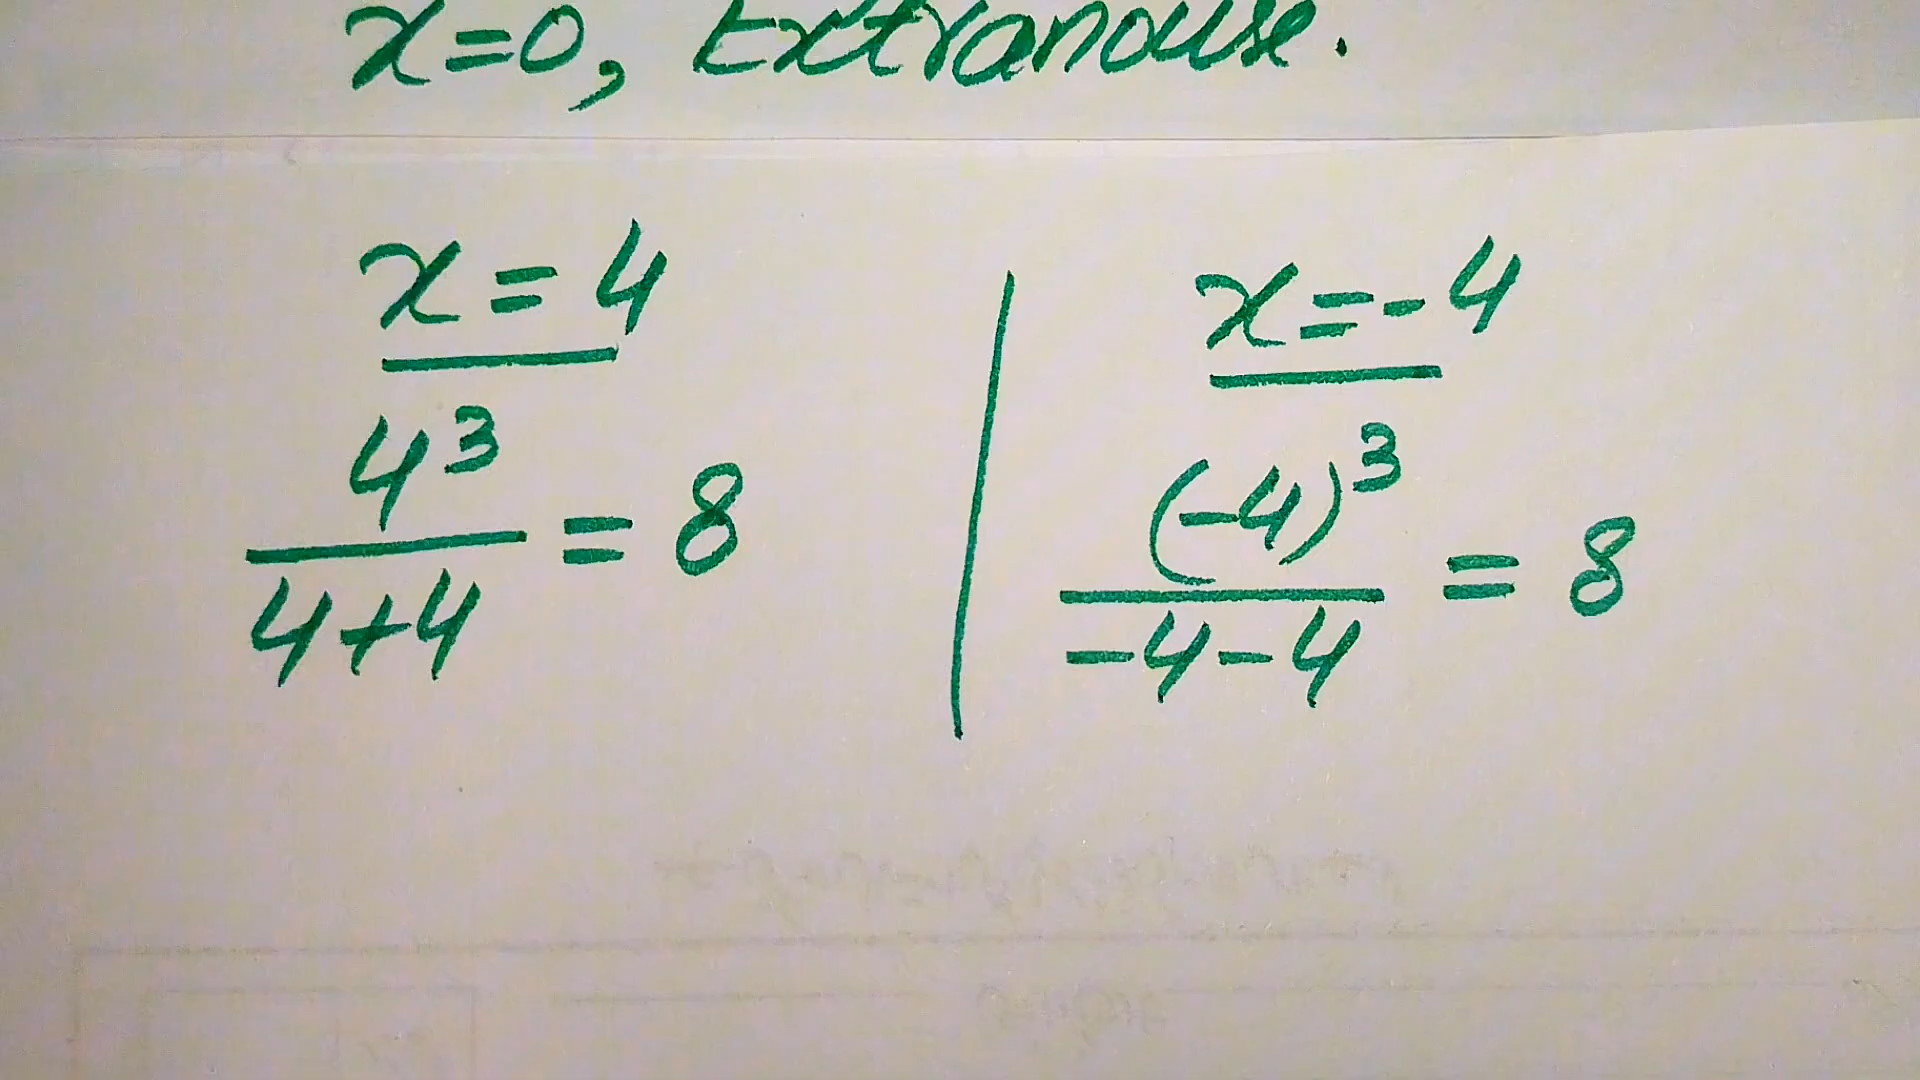 x=0, Extranouse.
x = 4
4³/(4+4) = 8
x=-4
(-4)³/(-4-4) = 8